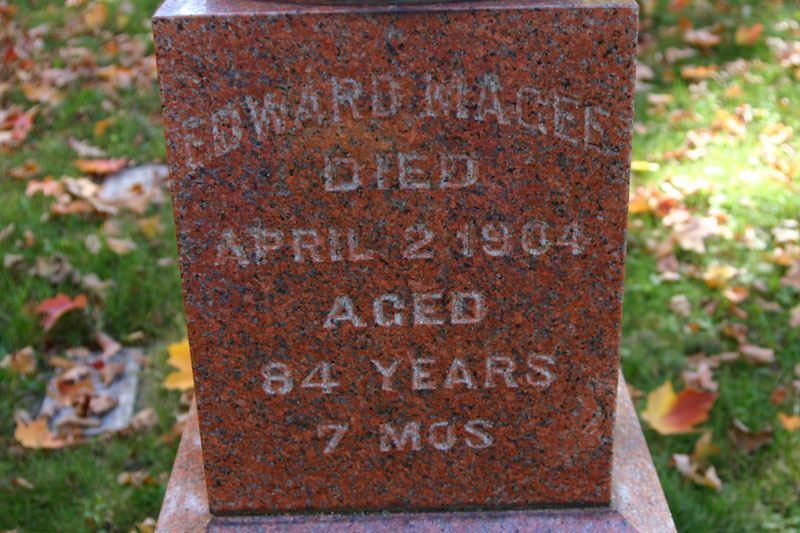 EDWARD MAGEE
DIED
APRIL 2 1904
AGED
84 YEARS
7 MOS